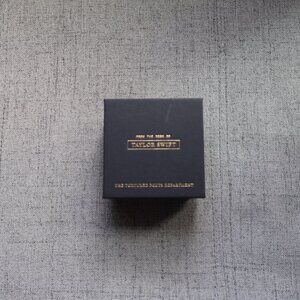 FROM THE DESK OF
TAYLOR SWIFT
THE TORTURED POETS DEPARTMENT